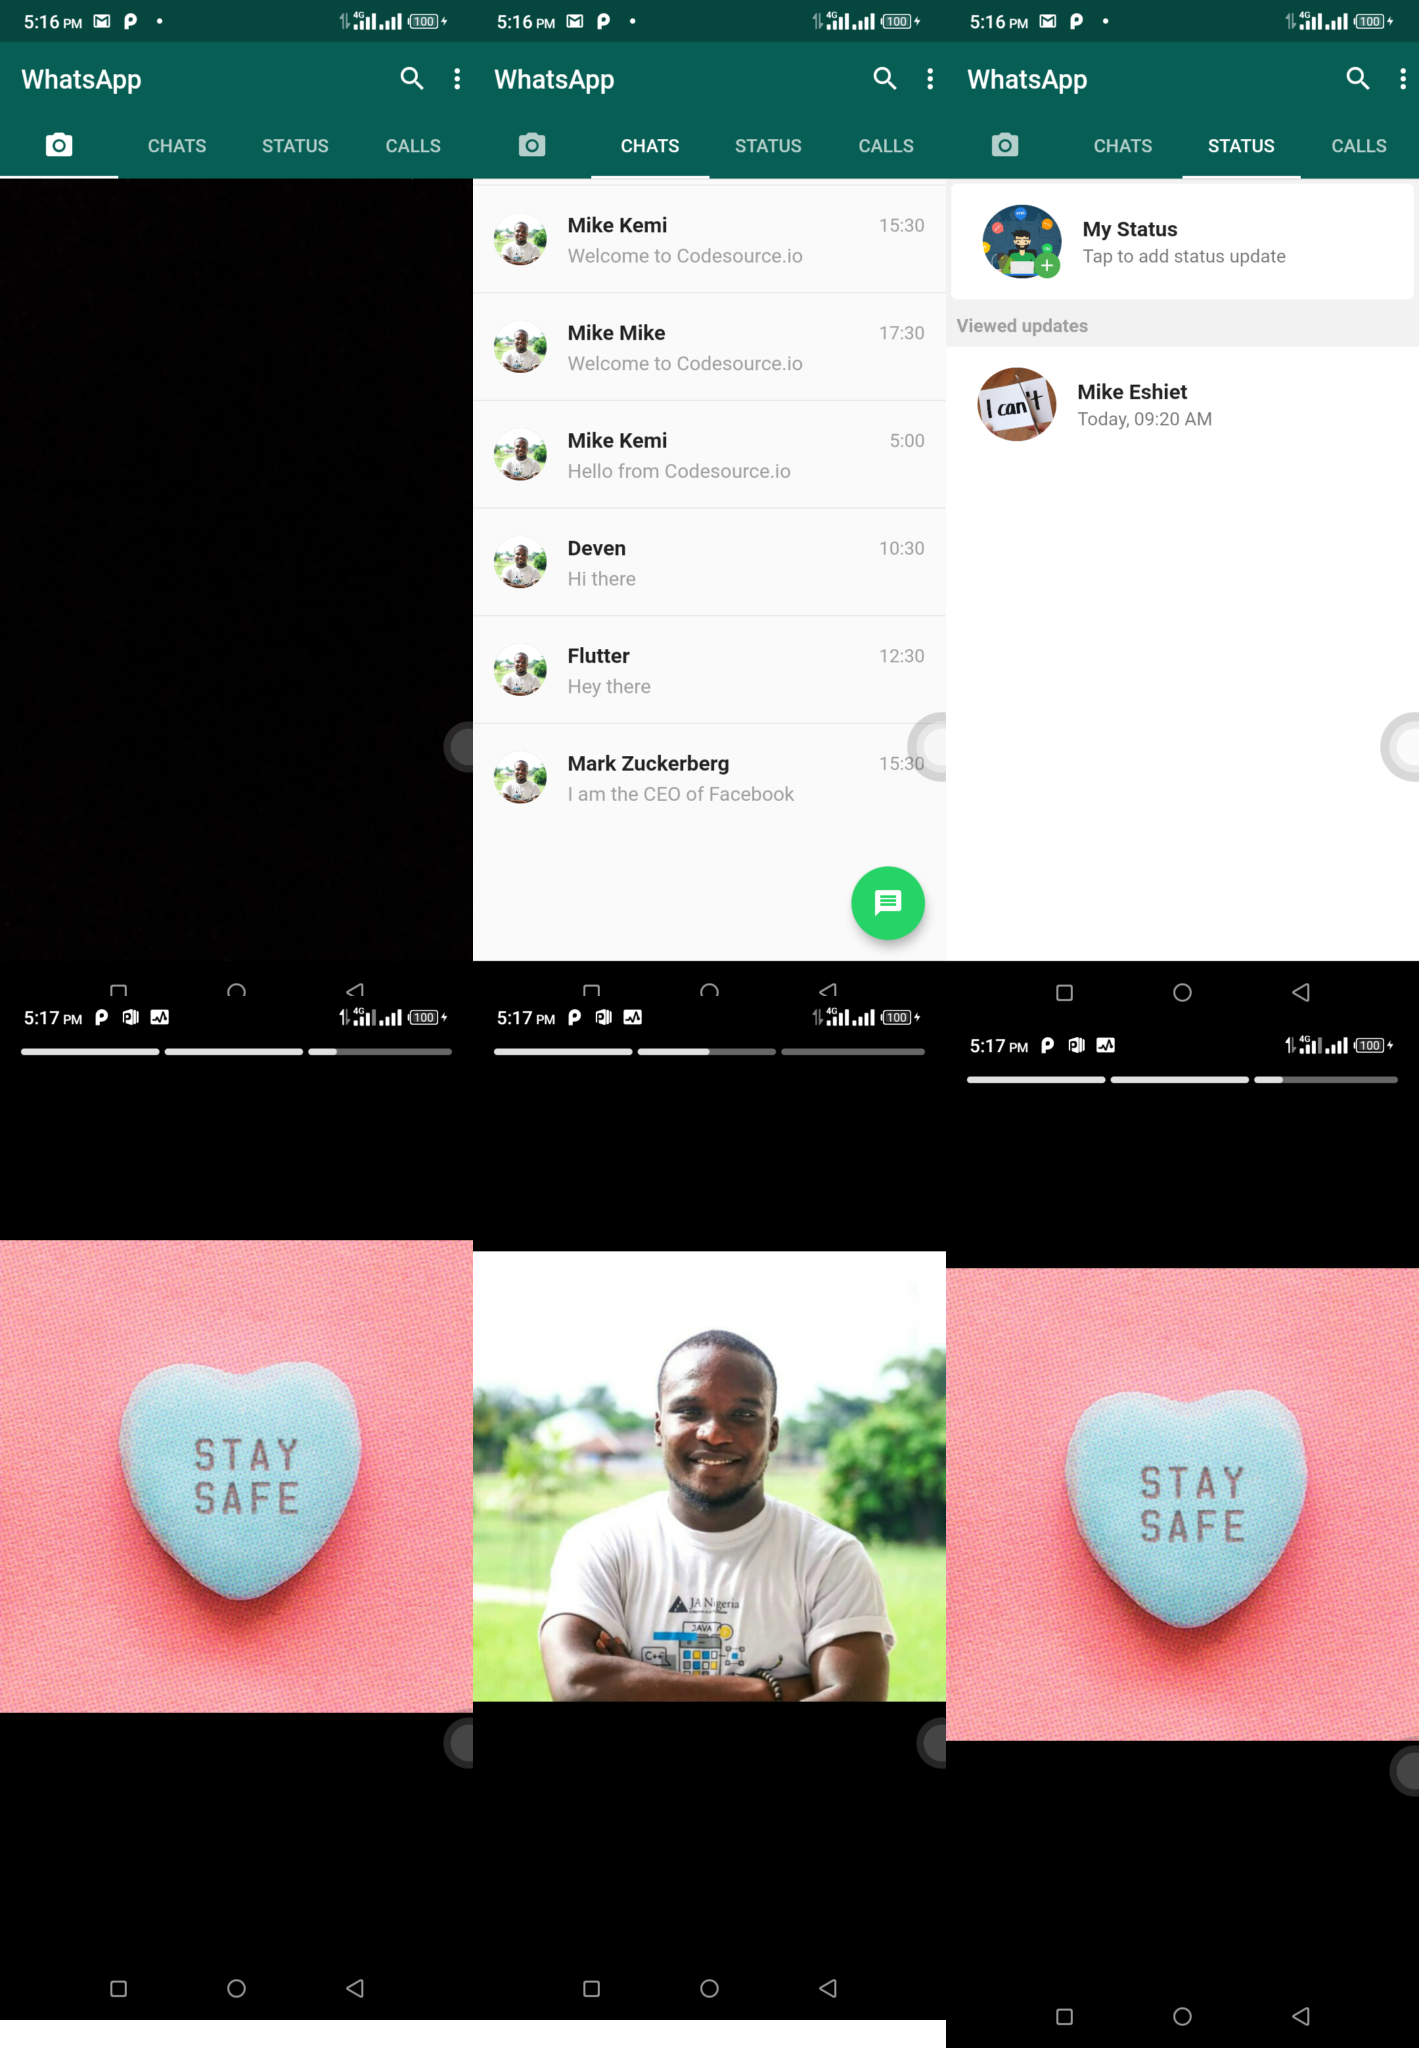 5:16 PM
4G
100
WhatsApp
CHATS
STATUS
CALLS
5:16 PM
4G
100
WhatsApp
CHATS
STATUS
CALLS
Mike Kemi
15:30
Welcome to Codesource.io
Mike Mike
17:30
Welcome to Codesource.io
Mike Kemi
5:00
Hello from Codesource.io
Deven
10:30
Hi there
Flutter
12:30
Hey there
Mark Zuckerberg
15:30
I am the CEO of Facebook
5:16 PM
4G
100
WhatsApp
CHATS
STATUS
CALLS
My Status
Tap to add status update
Viewed updates
I can't
Mike Eshiet
Today, 09:20 AM
5:17 PM
4G
100
STAY
SAFE
5:17 PM
4G
100
JA Nigeria
JAVA
C++
5:17 PM
4G
100
STAY
SAFE